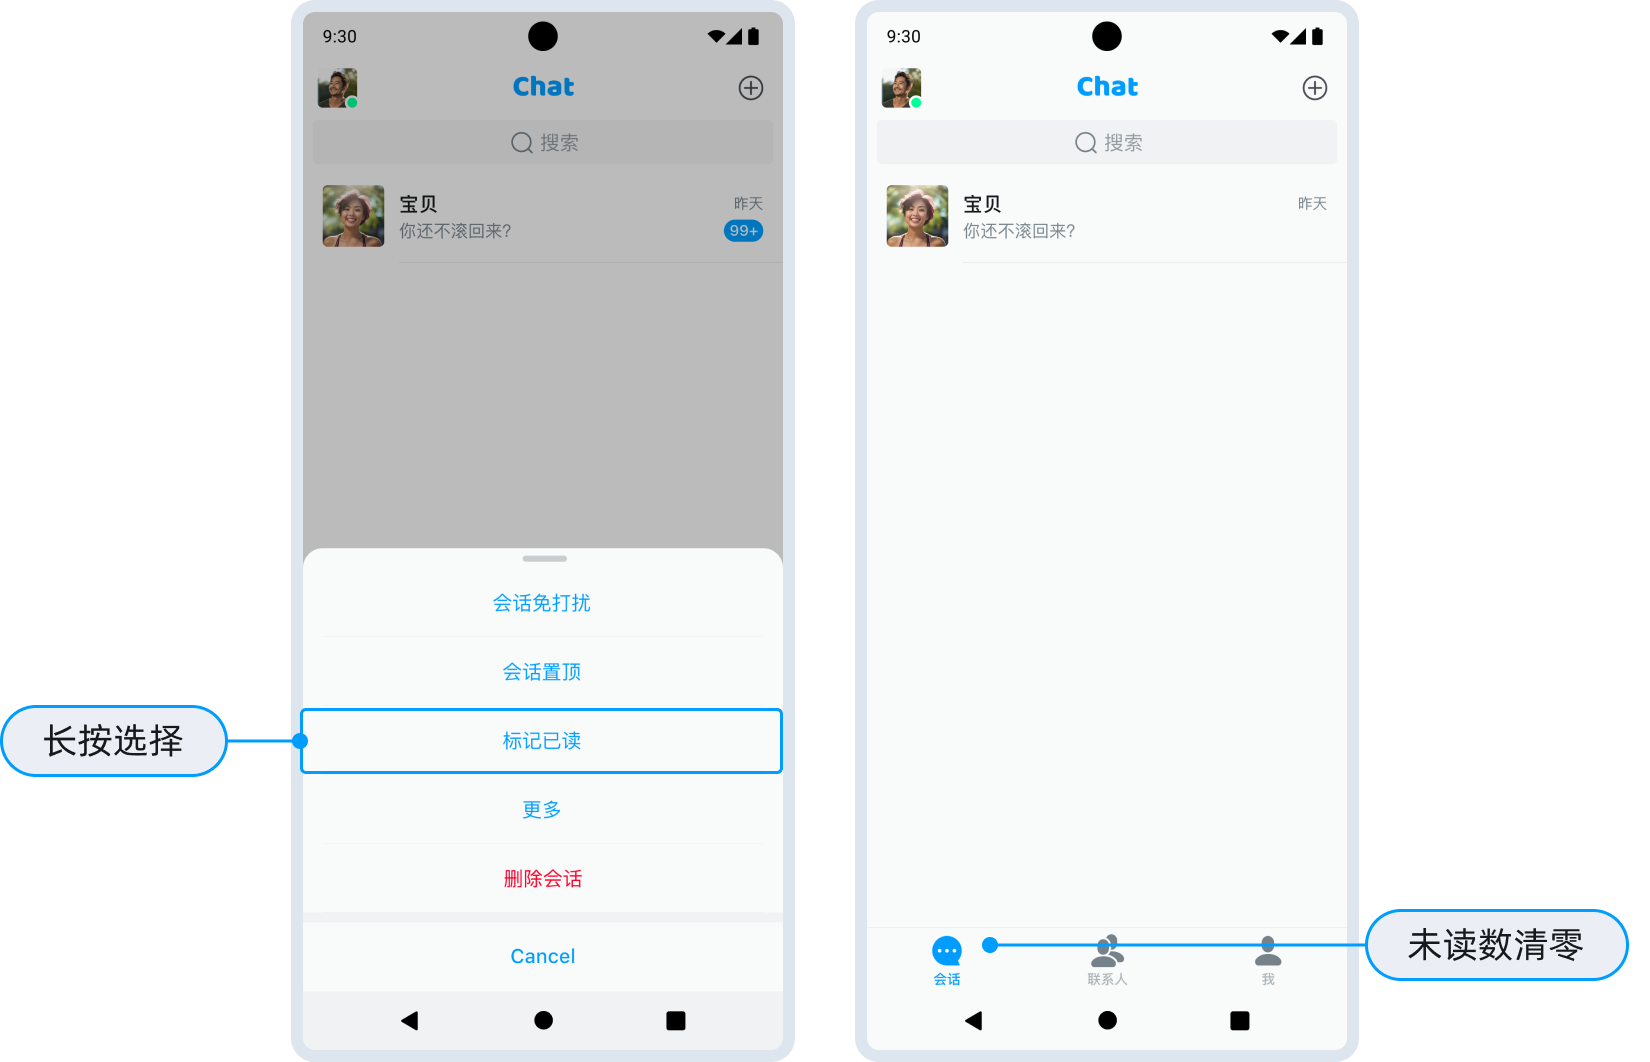 9:30
Chat
搜索
宝贝
昨天
你还不滚回来?
99+
会话免打扰
会话置顶
长按选择
标记已读
更多
删除会话
Cancel
9:30
Chat
搜索
宝贝
昨天
你还不滚回来?
未读数清零
会话
联系人
我